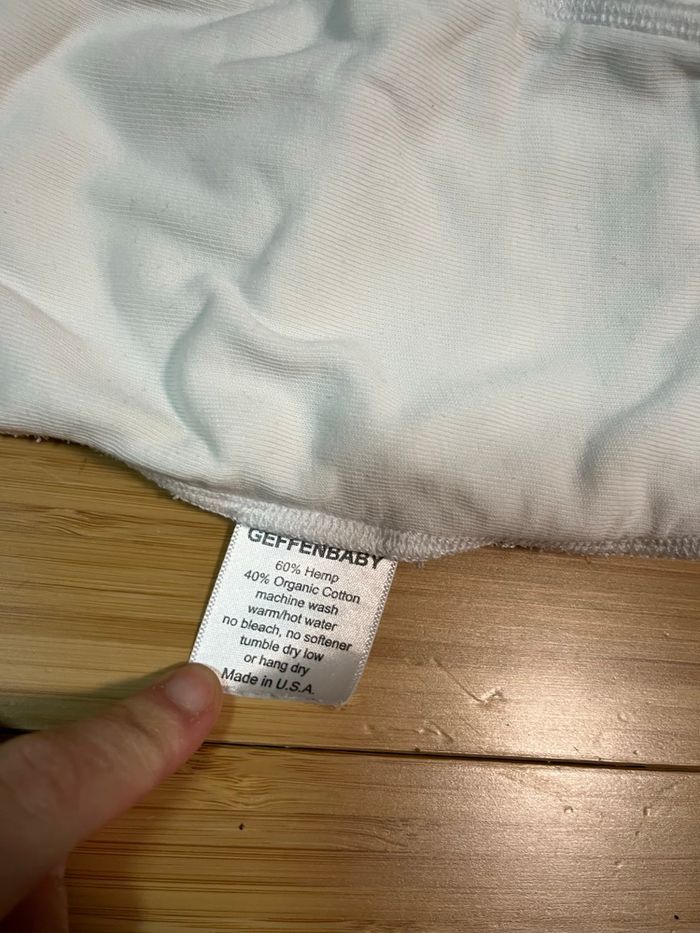 GEFFENBABY
60% Hemp
40% Organic Cotton
machine wash
warm/hot water
no bleach, no softener
tumble dry low
or hang dry
Made in U.S.A.